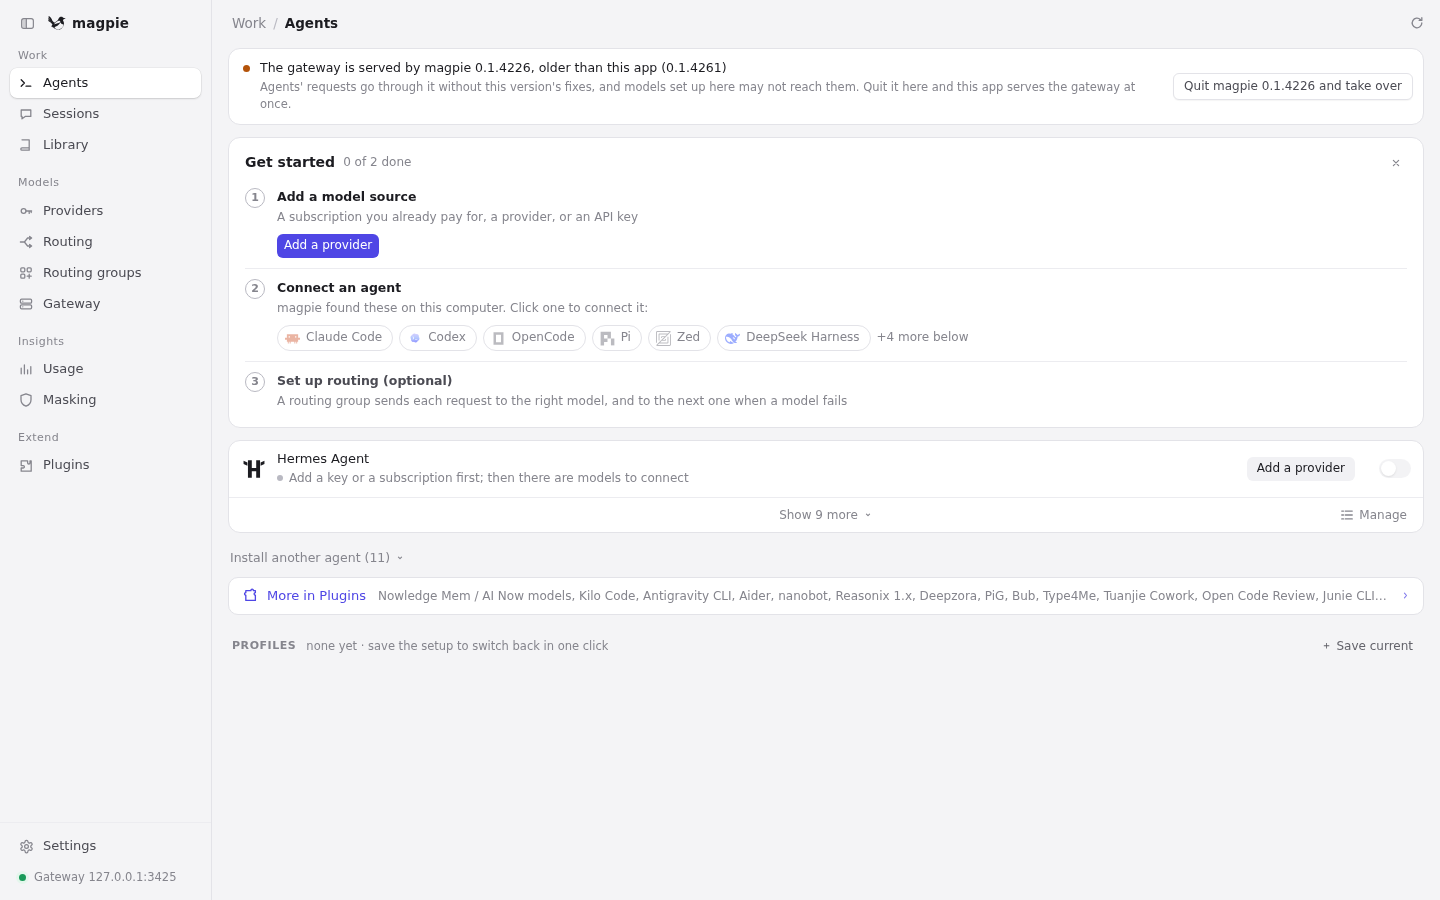 magpie
Work / Agents
Work
Agents
Sessions
Library
Models
Providers
Routing
Routing groups
Gateway
Insights
Usage
Masking
Extend
Plugins
Settings
Gateway 127.0.0.1:3425
The gateway is served by magpie 0.1.4226, older than this app (0.1.4261)
Agents' requests go through it without this version's fixes, and models set up here may not reach them. Quit it here and this app serves the gateway at
once.
Quit magpie 0.1.4226 and take over
Get started 0 of 2 done
1 Add a model source
A subscription you already pay for, a provider, or an API key
Add a provider
2 Connect an agent
magpie found these on this computer. Click one to connect it:
Claude Code Codex OpenCode Pi Zed DeepSeek Harness +4 more below
3 Set up routing (optional)
A routing group sends each request to the right model, and to the next one when a model fails
Hermes Agent
Add a key or a subscription first; then there are models to connect
Add a provider
Show 9 more
Manage
Install another agent (11)
More in Plugins Nowledge Mem / AI Now models, Kilo Code, Antigravity CLI, Aider, nanobot, Reasonix 1.x, Deepzora, PiG, Bub, Type4Me, Tuanjie Cowork, Open Code Review, Junie CLI...
PROFILES none yet · save the setup to switch back in one click
+ Save current